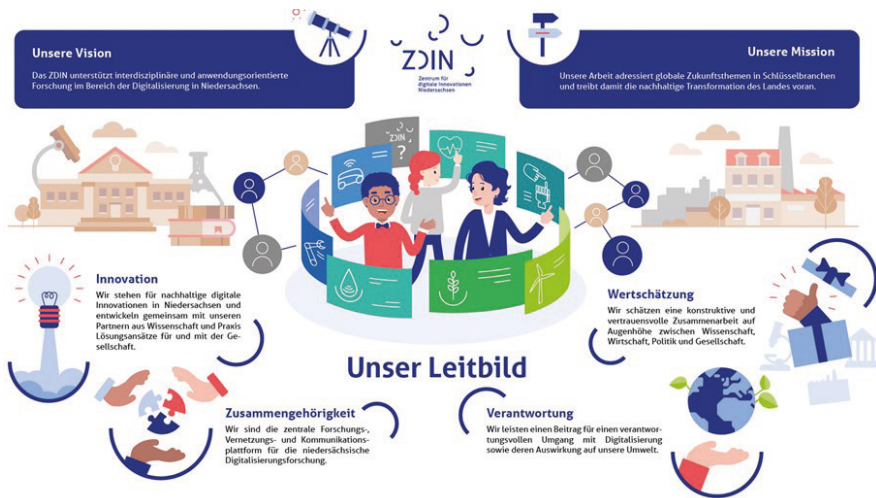 Unsere Vision
Das ZDIN unterstützt interdisziplinäre und anwendungsorientierte
Forschung im Bereich der Digitalisierung in Niedersachsen.
ZDIN
Zentrum für
digitale Innovationen
Niedersachsen
Unsere Mission
Unsere Arbeit adressiert globale Zukunftsthemen in Schlüsselbranchen
und treibt damit die nachhaltige Transformation des Landes voran.
ZDIN
?
Innovation
Wir stehen für nachhaltige digitale
Innovationen in Niedersachsen und
entwickeln gemeinsam mit unseren
Partnern aus Wissenschaft und Praxis
Lösungsansätze für und mit der Ge-
sellschaft.
Wertschätzung
Wir schätzen eine konstruktive und
vertrauensvolle Zusammenarbeit auf
Augenhöhe zwischen Wissenschaft,
Wirtschaft, Politik und Gesellschaft.
Unser Leitbild
Zusammengehörigkeit
Wir sind die zentrale Forschungs-,
Vernetzungs- und Kommunikations-
plattform für die niedersächsische
Digitalisierungsforschung.
Verantwortung
Wir leisten einen Beitrag für einen verantwor-
tungsvollen Umgang mit Digitalisierung
sowie deren Auswirkung auf unsere Umwelt.